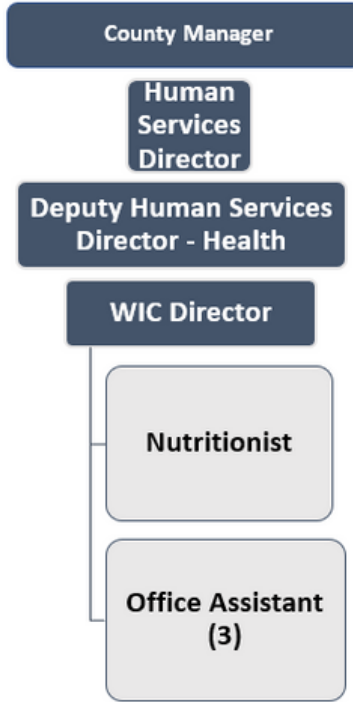 County Manager
Human
Services
Director
Deputy Human Services
Director - Health
WIC Director
Nutritionist
Office Assistant
(3)